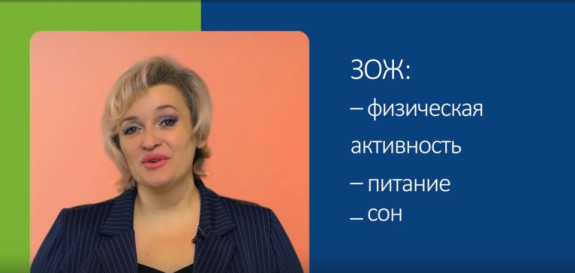 ЗОЖ:
– физическая
активность
– питание
– сон